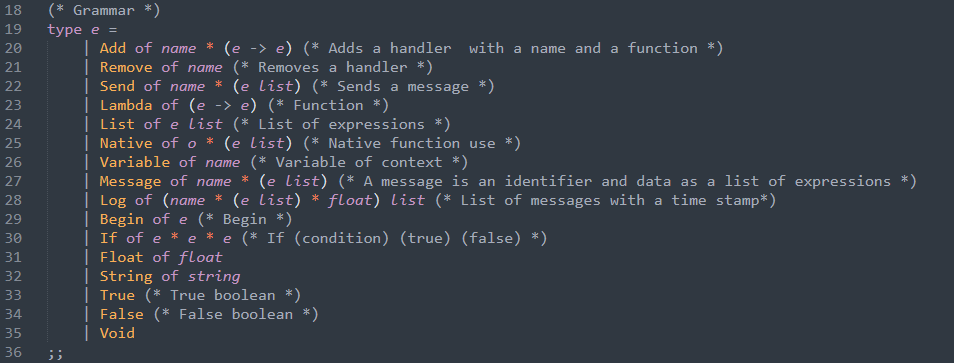 18 (* Grammar *)
19 type e =
20 | Add of name * (e -> e) (* Adds a handler  with a name and a function *)
21 | Remove of name (* Removes a handler *)
22 | Send of name * (e list) (* Sends a message *)
23 | Lambda of (e -> e) (* Function *)
24 | List of e list (* List of expressions *)
25 | Native of o * (e list) (* Native function use *)
26 | Variable of name (* Variable of context *)
27 | Message of name * (e list) (* A message is an identifier and data as a list of expressions *)
28 | Log of (name * (e list) * float) list (* List of messages with a time stamp*)
29 | Begin of e (* Begin *)
30 | If of e * e * e (* If (condition) (true) (false) *)
31 | Float of float
32 | String of string
33 | True (* True boolean *)
34 | False (* False boolean *)
35 | Void
36 ;;